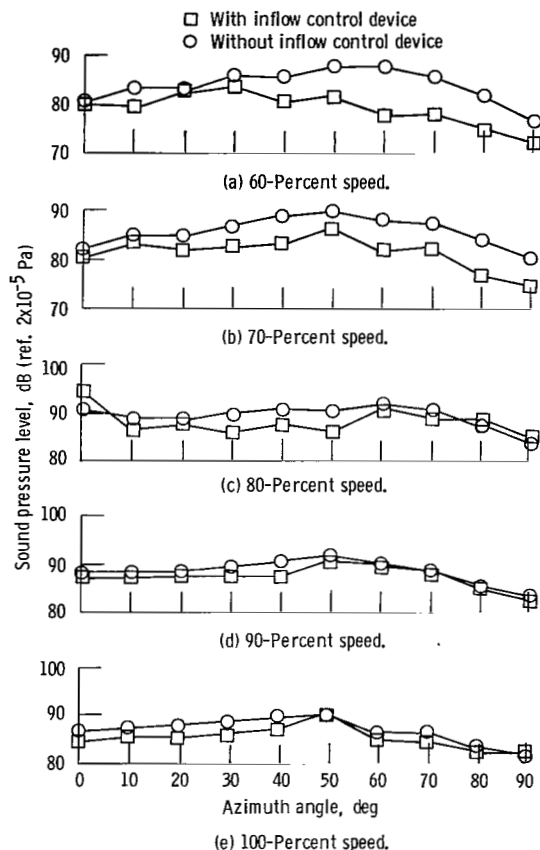 With inflow control device
Without inflow control device
90
80
70
(a) 60-Percent speed.
90
80
70
(b) 70-Percent speed.
Sound pressure level, dB (ref. 2x10⁻⁵ Pa)
100
90
80
(c) 80-Percent speed.
100
90
80
(d) 90-Percent speed.
100
90
80
0 10 20 30 40 50 60 70 80 90
Azimuth angle, deg
(e) 100-Percent speed.